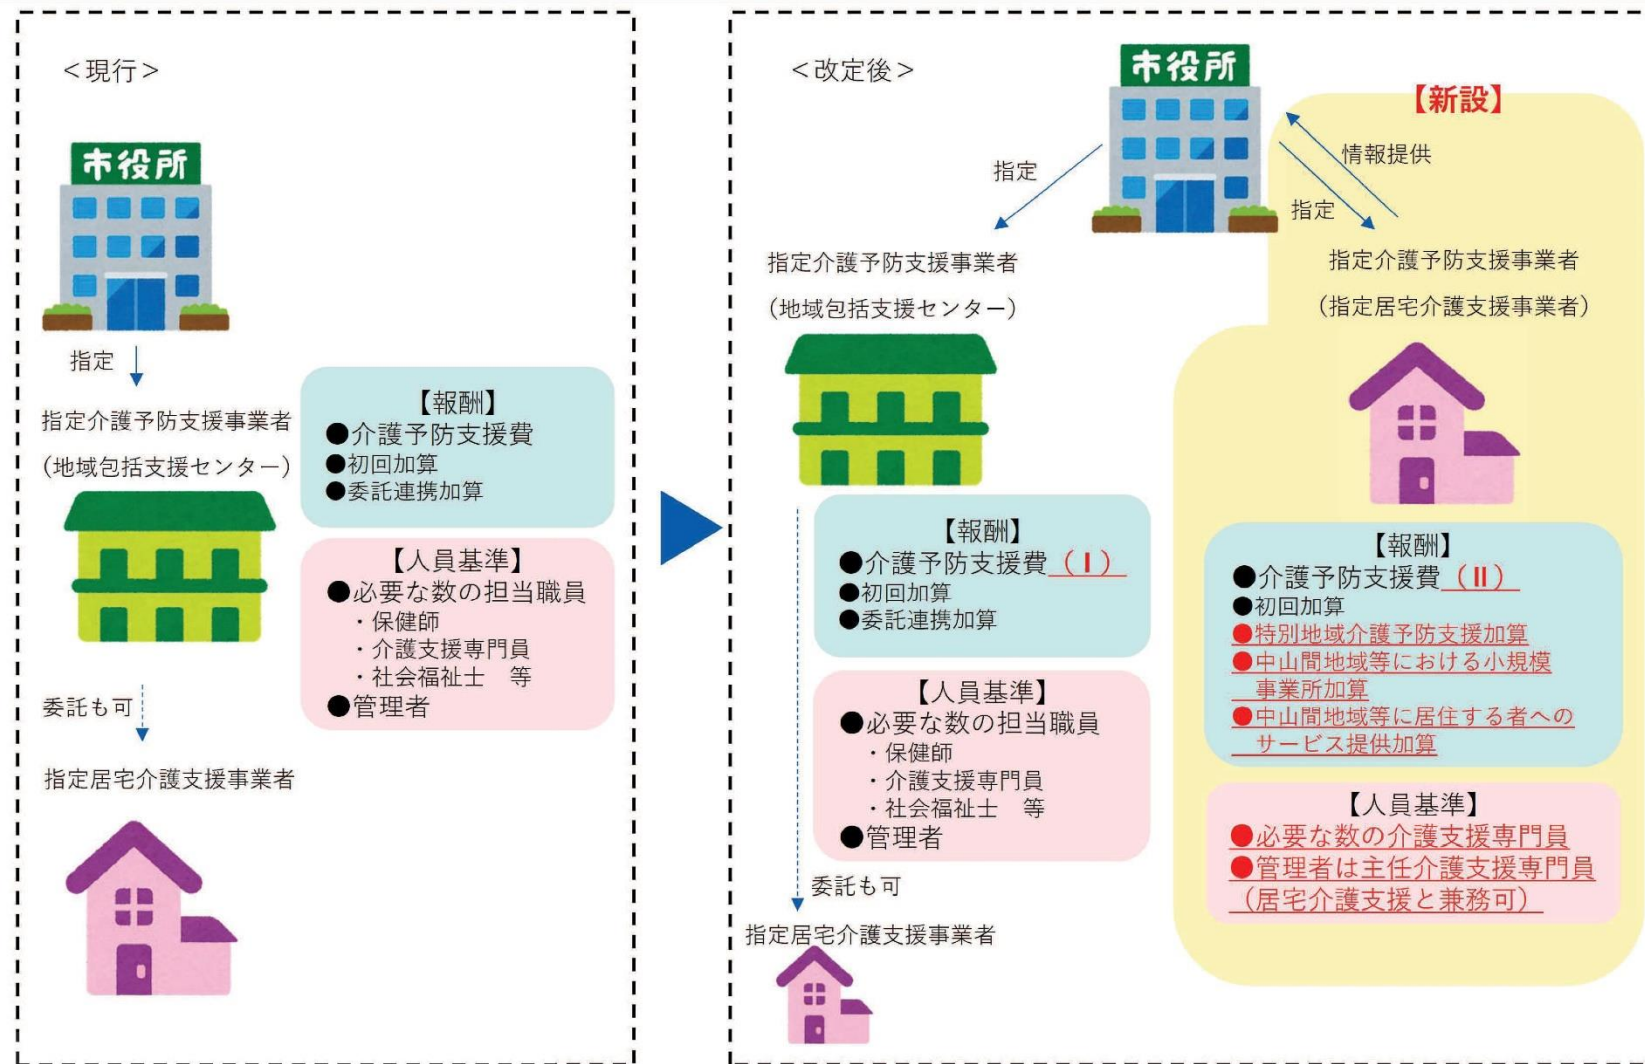 ＜現行＞
市役所
指定
指定介護予防支援事業者
（地域包括支援センター）
【報酬】
●介護予防支援費
●初回加算
●委託連携加算
【人員基準】
●必要な数の担当職員
・保健師
・介護支援専門員
・社会福祉士　等
●管理者
委託も可
指定居宅介護支援事業者
＜改定後＞
市役所
【新設】
指定
情報提供
指定
指定介護予防支援事業者
（地域包括支援センター）
【報酬】
●介護予防支援費（Ⅰ）
●初回加算
●委託連携加算
【人員基準】
●必要な数の担当職員
・保健師
・介護支援専門員
・社会福祉士　等
●管理者
委託も可
指定居宅介護支援事業者
指定介護予防支援事業者
（指定居宅介護支援事業者）
【報酬】
●介護予防支援費（Ⅱ）
●初回加算
●特別地域介護予防支援加算
●中山間地域等における小規模
事業所加算
●中山間地域等に居住する者への
サービス提供加算
【人員基準】
●必要な数の介護支援専門員
●管理者は主任介護支援専門員
（居宅介護支援と兼務可）